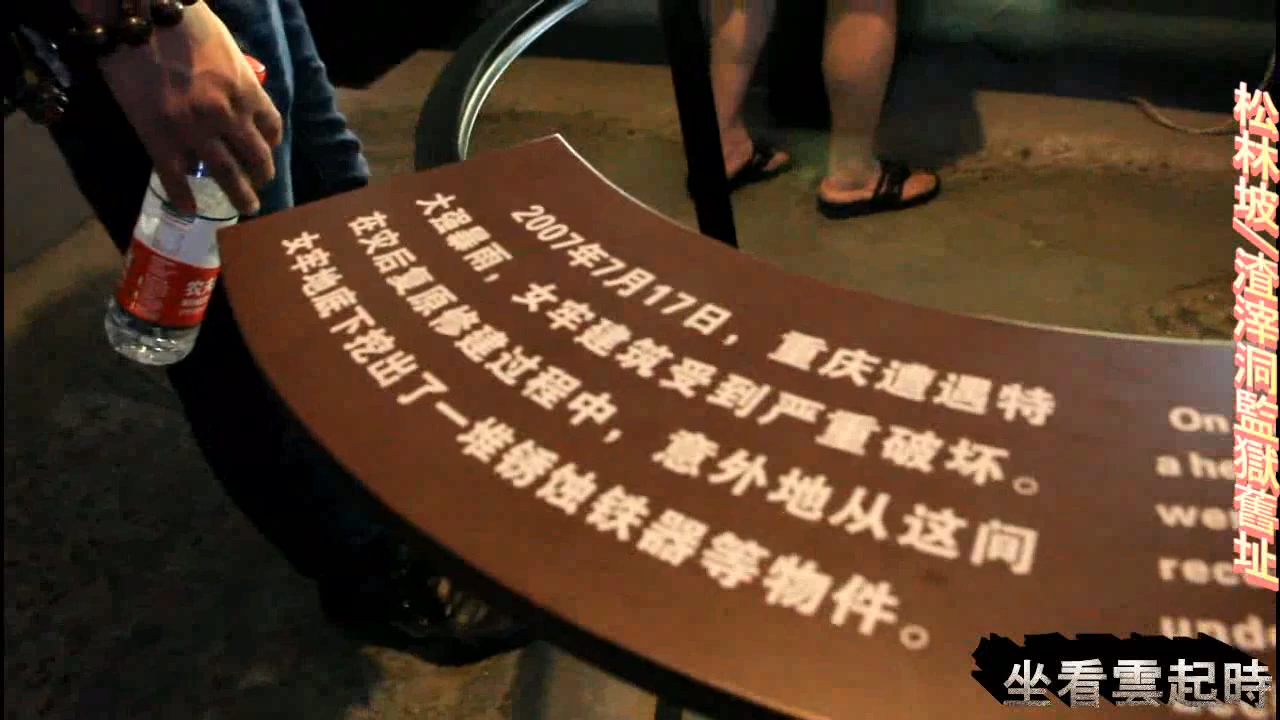 2007年7月17日，重庆遭遇特
大强暴雨，女牢建筑受到严重破坏。
在灾后复原修建过程中，意外地从这间
女牢地底下挖出了一堆锈蚀铁器等物件。
On
a he
we
rec
unde
农夫
松林坡/渣滓洞監獄舊址
坐看雲起時